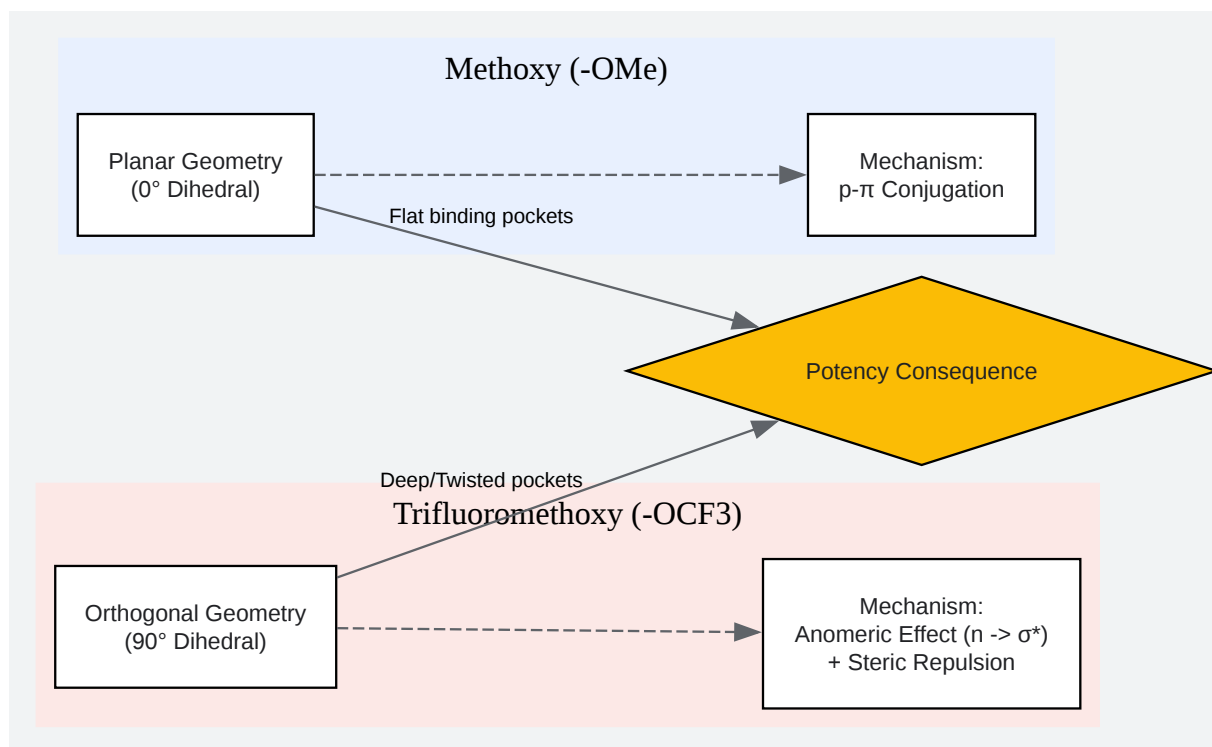 Methoxy (-OMe)
Planar Geometry
(0° Dihedral)
Mechanism:
p-π Conjugation
Flat binding pockets
Potency Consequence
Deep/Twisted pockets
Trifluoromethoxy (-OCF3)
Orthogonal Geometry
(90° Dihedral)
Mechanism:
Anomeric Effect (n -> σ*)
+ Steric Repulsion